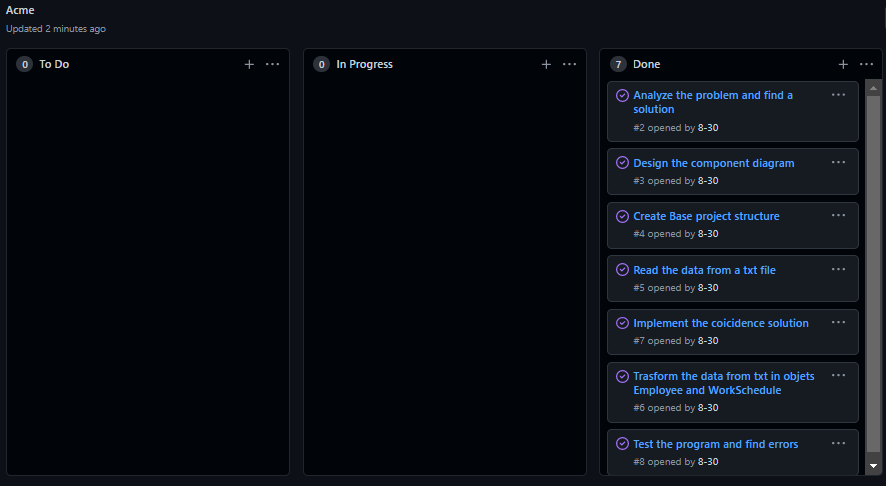 Acme
Updated 2 minutes ago
0 To Do
0 In Progress
7 Done
Analyze the problem and find a
solution
#2 opened by 8-30
Design the component diagram
#3 opened by 8-30
Create Base project structure
#4 opened by 8-30
Read the data from a txt file
#5 opened by 8-30
Implement the coicidence solution
#7 opened by 8-30
Trasform the data from txt in objets
Employee and WorkSchedule
#6 opened by 8-30
Test the program and find errors
#8 opened by 8-30